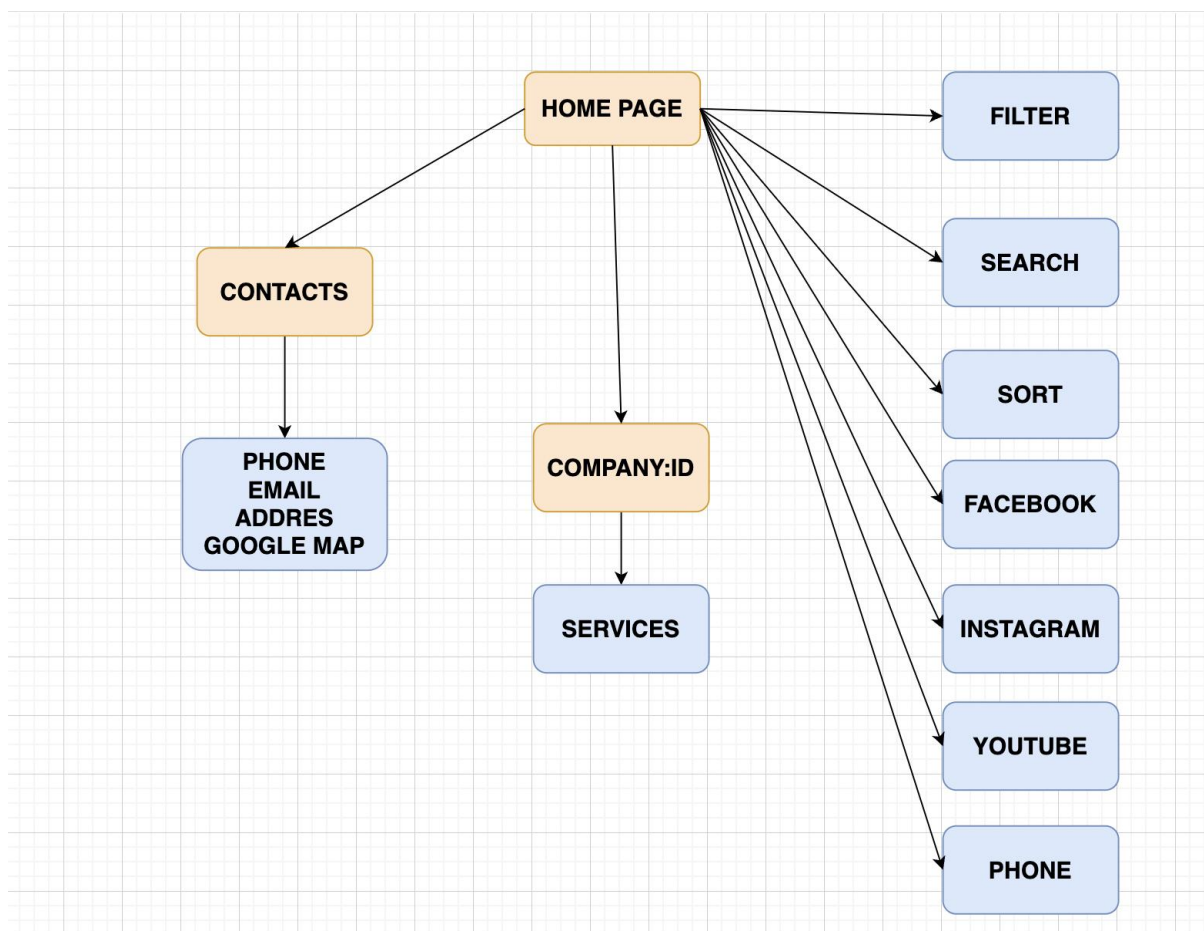 HOME PAGE
FILTER
SEARCH
CONTACTS
SORT
PHONE
EMAIL
ADDRES
GOOGLE MAP
COMPANY:ID
FACEBOOK
SERVICES
INSTAGRAM
YOUTUBE
PHONE